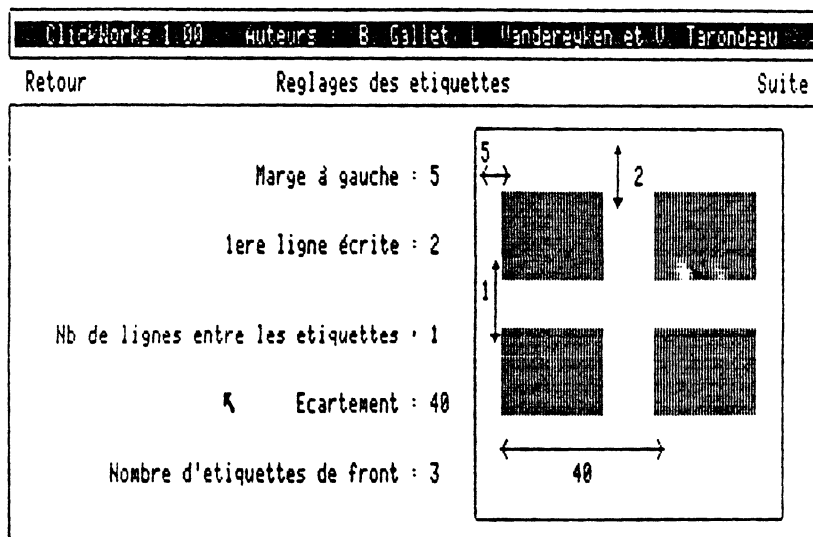 ClickWorks 1.00 Auteurs : B. Gallet L. Vandereyken et V. Tarondeau
Retour Reglages des etiquettes Suite
Marge à gauche : 5
1ere ligne écrite : 2
Nb de lignes entre les etiquettes : 1
Ecartement : 40
Nombre d'etiquettes de front : 3
5
2
1
40